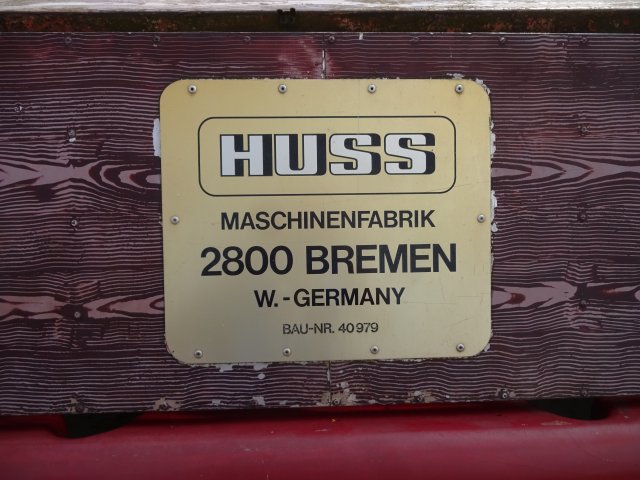 HUSS
MASCHINENFABRIK
2800 BREMEN
W.-GERMANY
BAU-NR. 40979